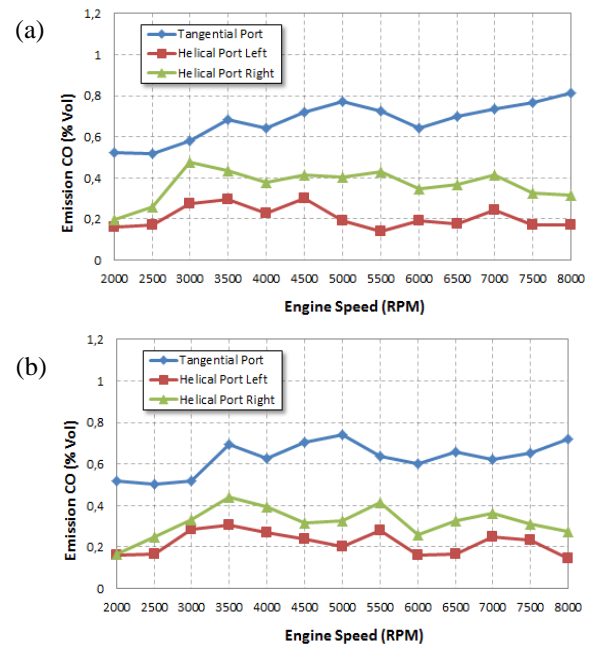 (a)
1,2
1
0,8
0,6
0,4
0,2
0
Emission CO (% Vol)
Tangential Port
Helical Port Left
Helical Port Right
2000 2500 3000 3500 4000 4500 5000 5500 6000 6500 7000 7500 8000
Engine Speed (RPM)
(b)
1,2
1
0,8
0,6
0,4
0,2
0
Emission CO (% Vol)
Tangential Port
Helical Port Left
Helical Port Right
2000 2500 3000 3500 4000 4500 5000 5500 6000 6500 7000 7500 8000
Engine Speed (RPM)